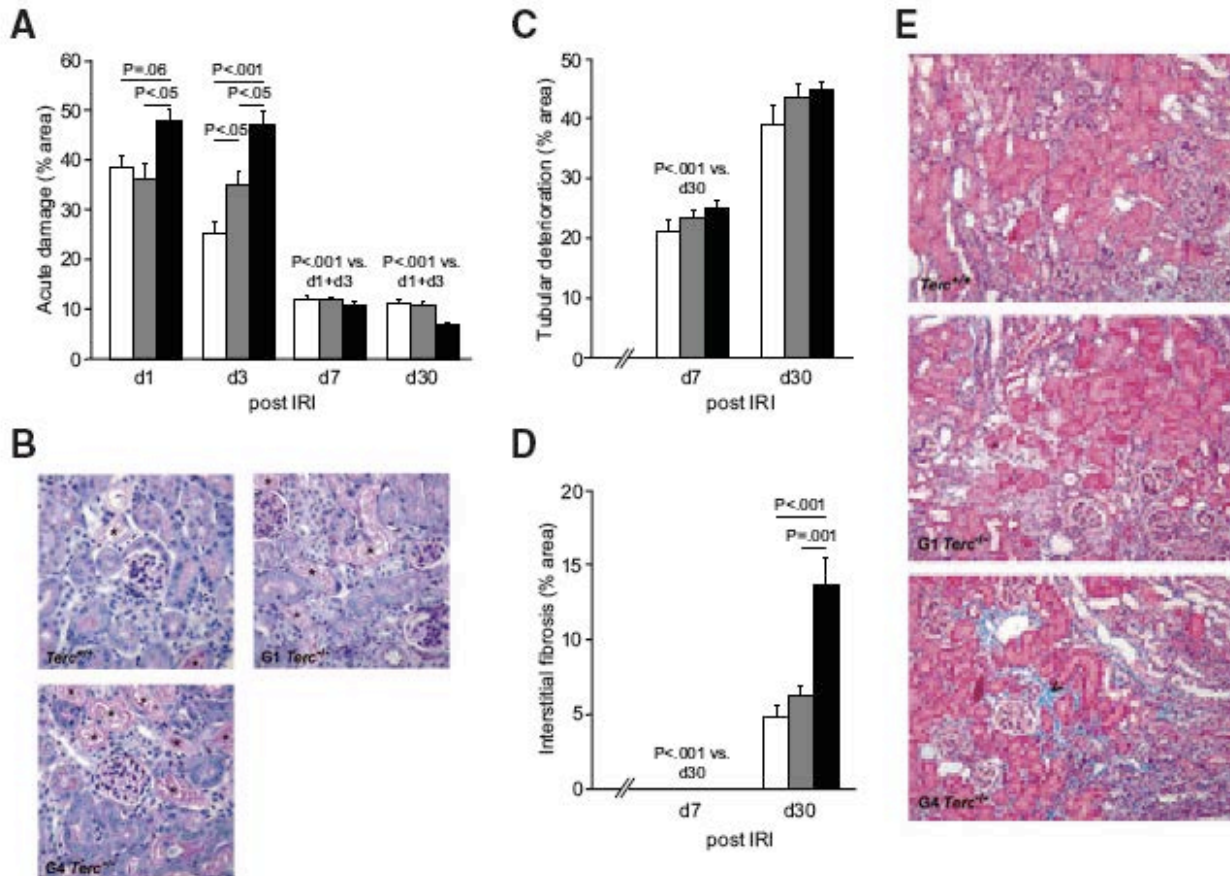 A
Acute damage (% area)
60
50
40
30
20
10
0
P=.06
P<.05
P<.001
P<.05
P<.05
P<.001 vs.
d1+d3
P<.001 vs.
d1+d3
d1 d3 d7 d30
post IRI
B
Terc+/+
G1 Terc-/-
G4 Terc-/-
C
Tubular deterioration (% area)
50
40
30
20
10
0
P<.001 vs.
d30
d7 d30
post IRI
D
Interstitial fibrosis (% area)
20
15
10
5
0
P<.001
P=.001
P<.001 vs.
d30
d7 d30
post IRI
E
Terc+/+
G1 Terc-/-
G4 Terc-/-